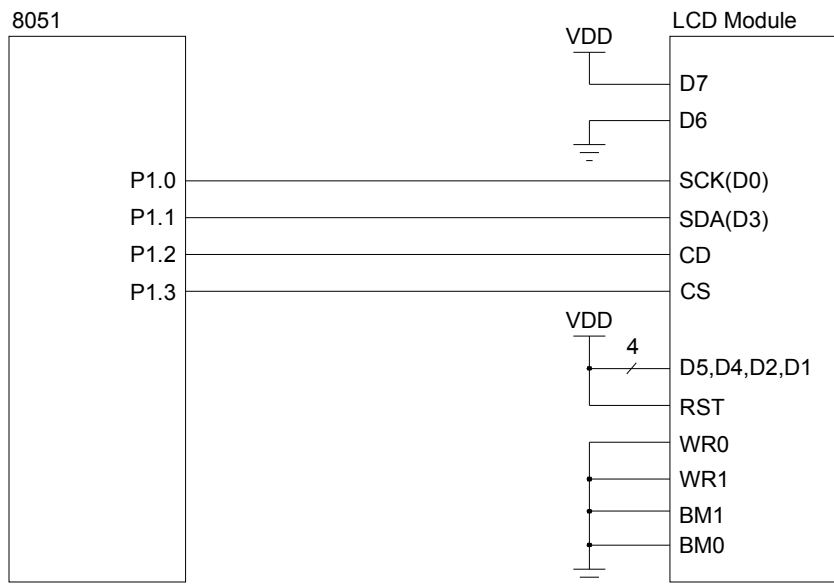 8051
LCD Module
VDD
D7
D6
P1.0
SCK(D0)
P1.1
SDA(D3)
P1.2
CD
P1.3
CS
VDD
4
D5,D4,D2,D1
RST
WR0
WR1
BM1
BM0